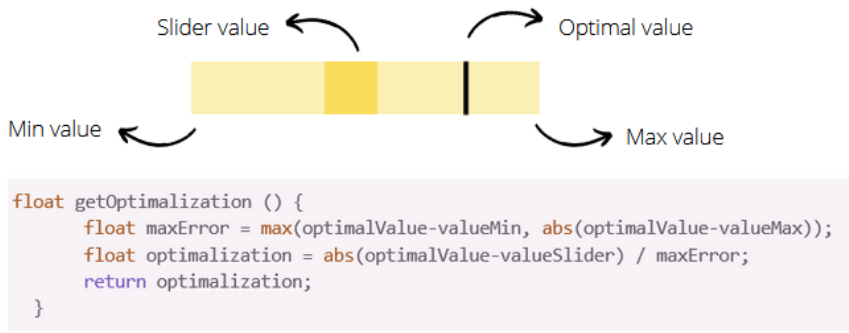 Slider value
Optimal value
Min value
Max value
float getOptimalization () {
float maxError = max(optimalValue-valueMin, abs(optimalValue-valueMax));
float optimalization = abs(optimalValue-valueSlider) / maxError;
return optimalization;
}